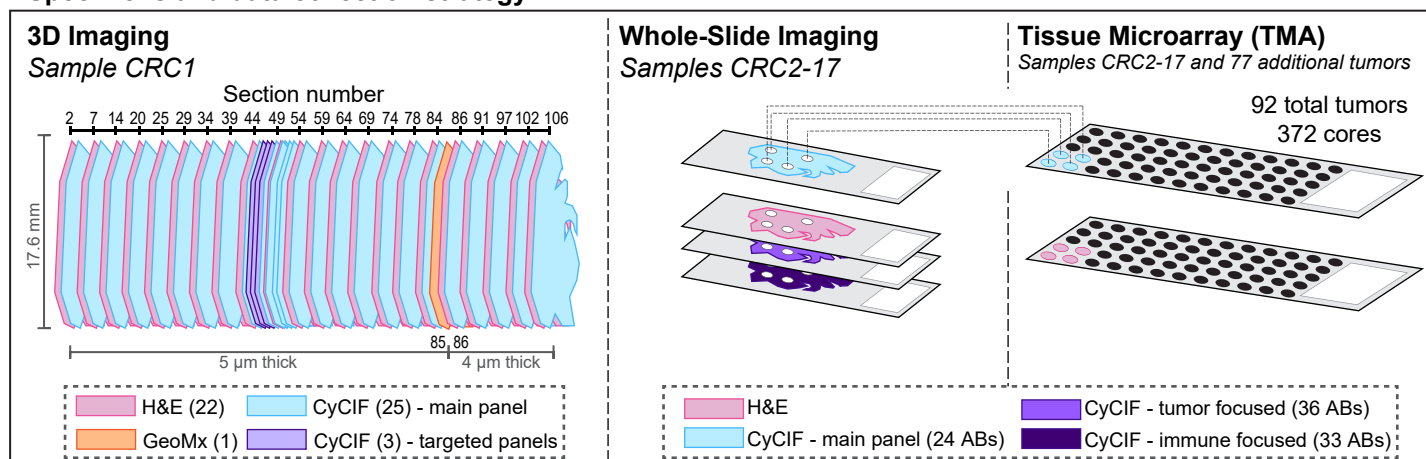 3D Imaging
Sample CRC1
Section number
2 7 14 20 25 29 34 39 44 49 54 59 64 69 74 78 84 86 91 97 102 106
17.6 mm
85 86
5 µm thick
4 µm thick
H&E (22)
CyCIF (25) - main panel
GeoMx (1)
CyCIF (3) - targeted panels
Whole-Slide Imaging
Samples CRC2-17
Tissue Microarray (TMA)
Samples CRC2-17 and 77 additional tumors
92 total tumors
372 cores
H&E
CyCIF - tumor focused (36 ABs)
CyCIF - main panel (24 ABs)
CyCIF - immune focused (33 ABs)